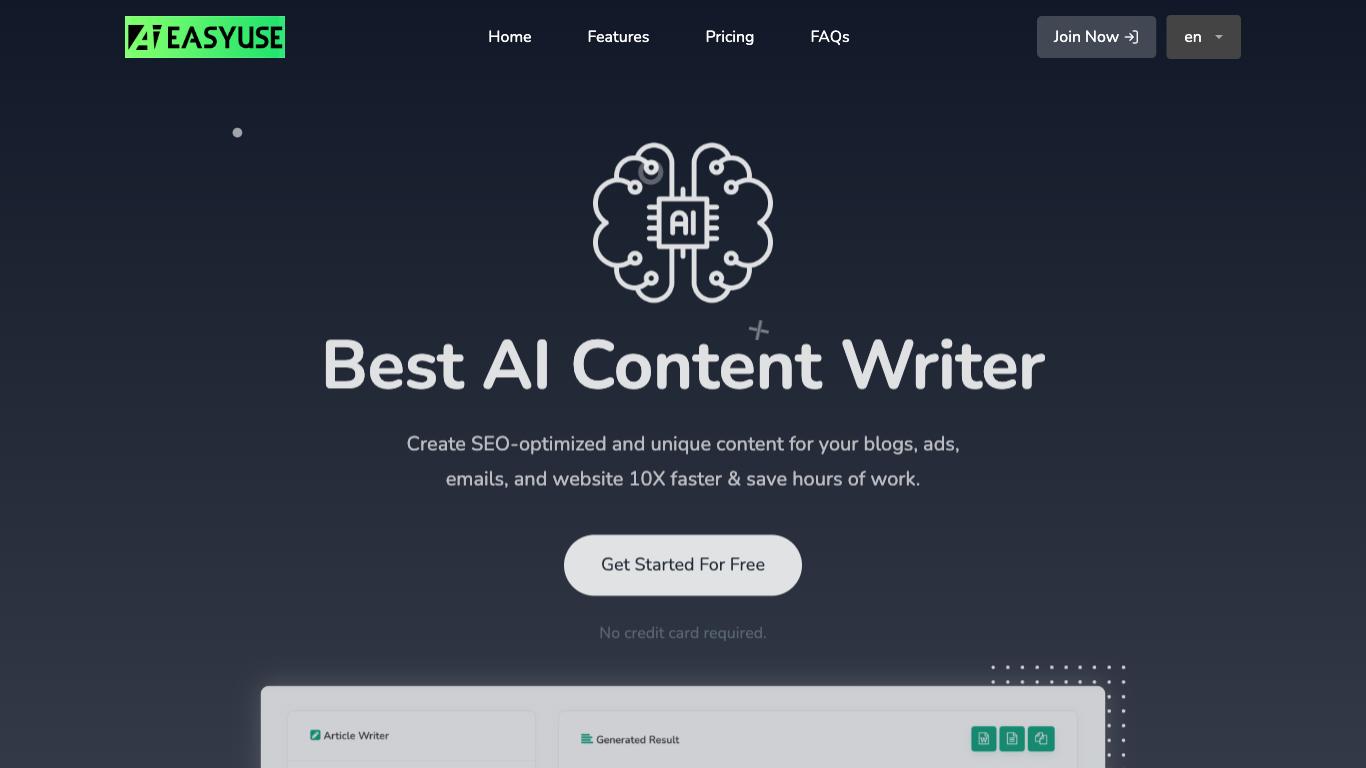 Ai EASYUSE
Home
Features
Pricing
FAQs
Join Now
en
AI
Best AI Content Writer
Create SEO-optimized and unique content for your blogs, ads,
emails, and website 10X faster & save hours of work.
Get Started For Free
No credit card required.
Article Writer
Generated Result